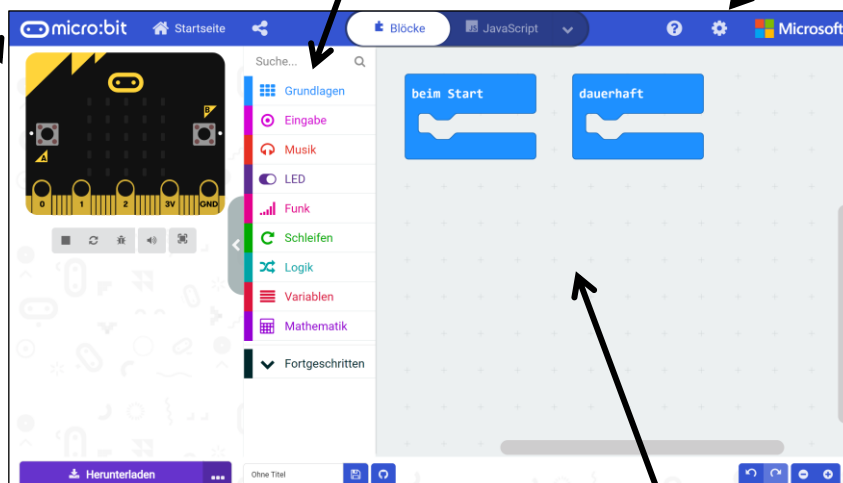 micro:bit Startseite Blöcke JavaScript ? Microsoft
Suche...
Grundlagen
Eingabe
Musik
LED
Funk
Schleifen
Logik
Variablen
Mathematik
Fortgeschritten
B
A
0 1 2 3V GND
beim Start
dauerhaft
Herunterladen ...
Ohne Titel